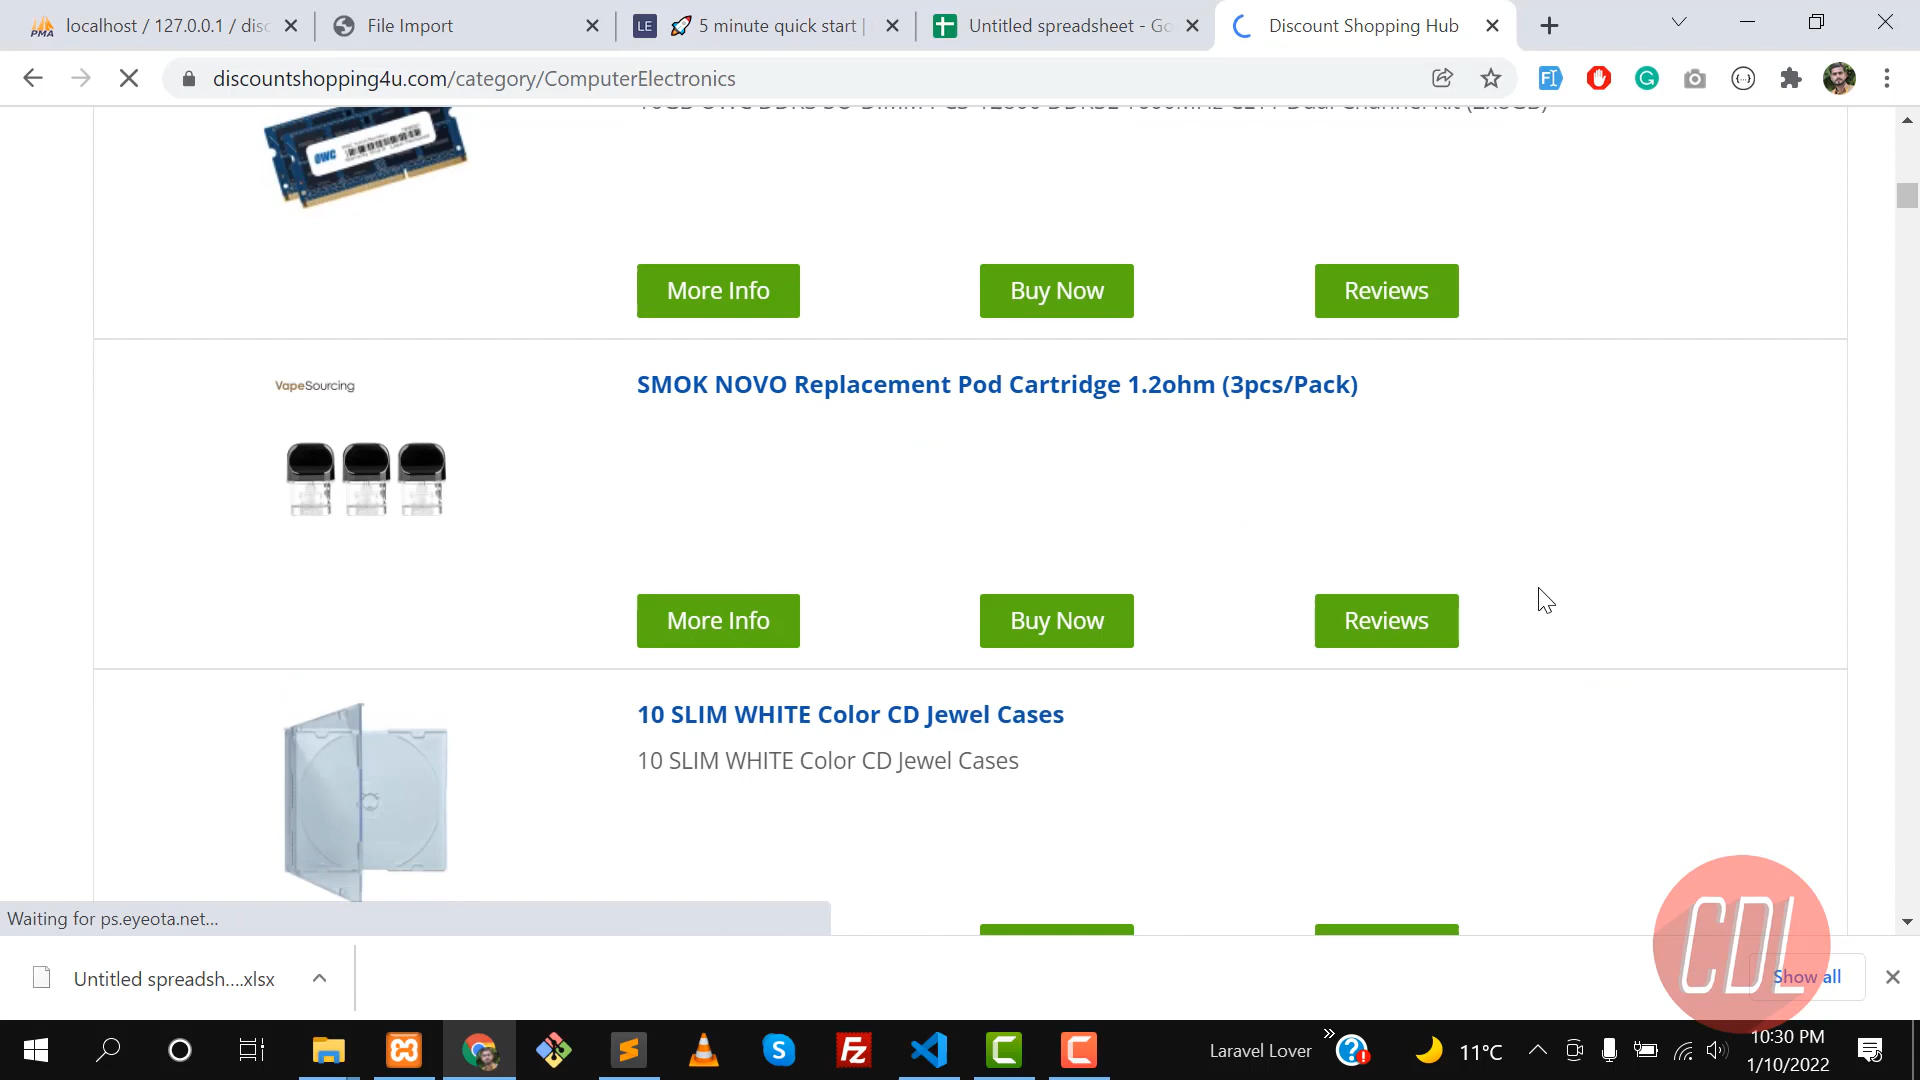 localhost / 127.0.0.1 / disc
File Import
LE
5 minute quick start |
Untitled spreadsheet - Go
Discount Shopping Hub
discountshopping4u.com/category/ComputerElectronics
OWC
More Info
Buy Now
Reviews
VapeSourcing
SMOK NOVO Replacement Pod Cartridge 1.2ohm (3pcs/Pack)
More Info
Buy Now
Reviews
10 SLIM WHITE Color CD Jewel Cases
10 SLIM WHITE Color CD Jewel Cases
Waiting for ps.eyeota.net...
Untitled spreadsh....xlsx
Show all
CDL
Laravel Lover
11°C
10:30 PM
1/10/2022